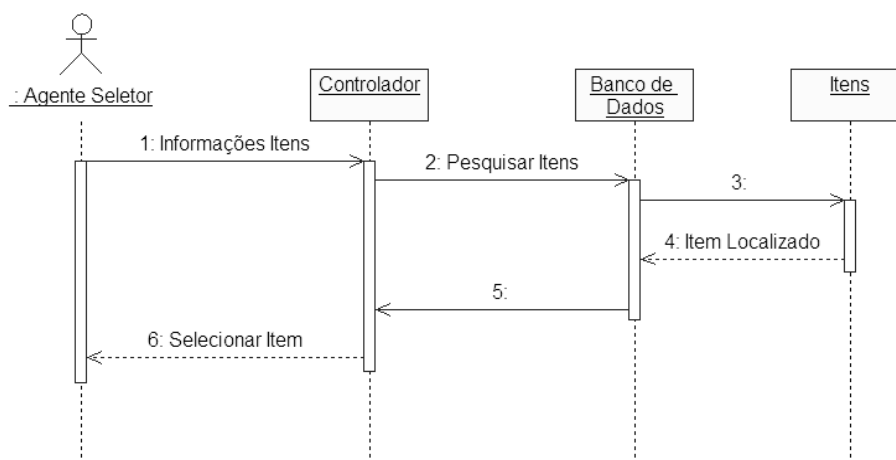 : Agente Seletor
Controlador
Banco de
Dados
Itens
1: Informações Itens
2: Pesquisar Itens
3:
4: Item Localizado
5:
6: Selecionar Item